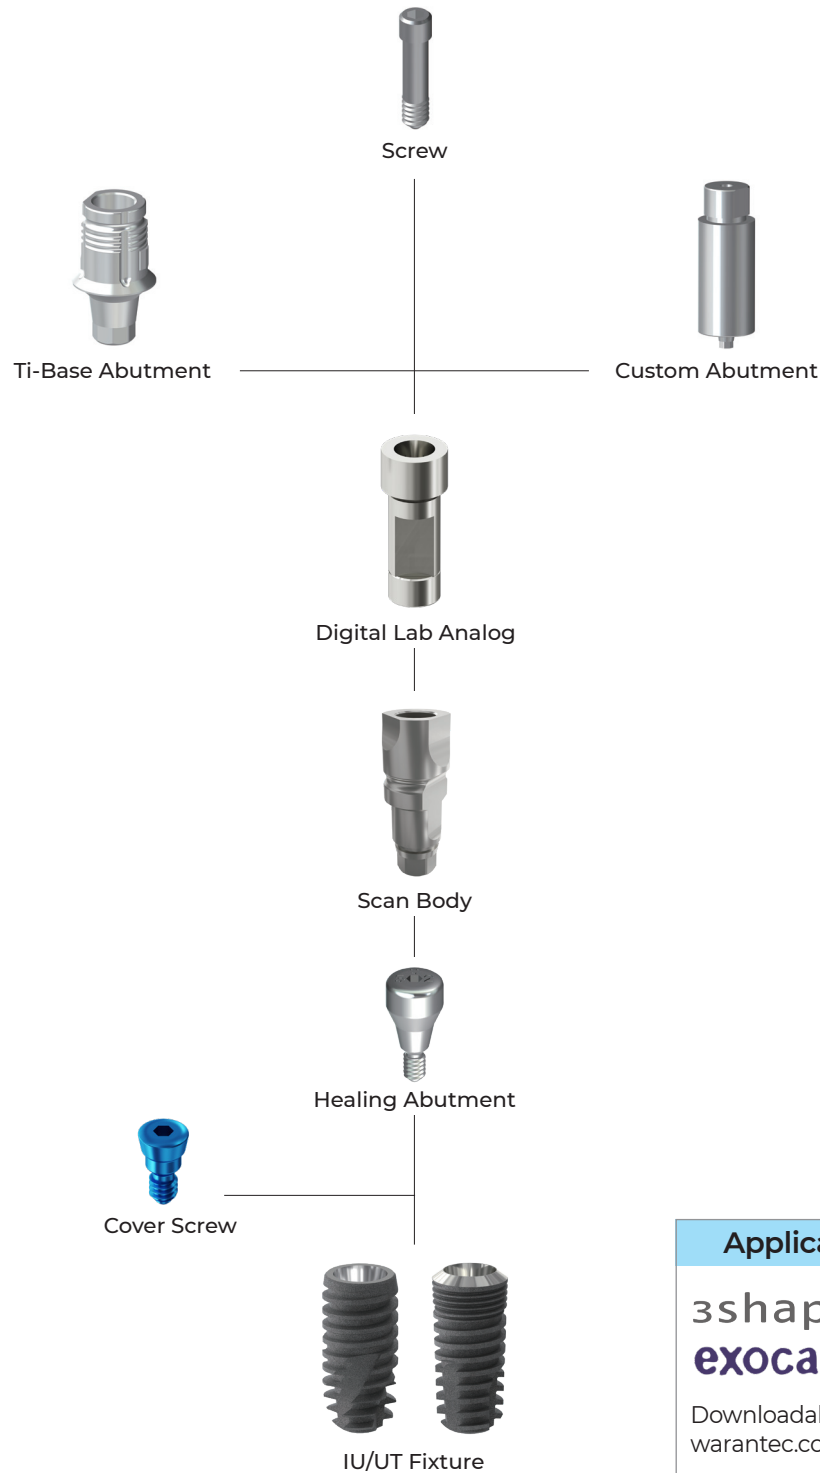 Screw
Ti-Base Abutment
Custom Abutment
Digital Lab Analog
Scan Body
Healing Abutment
Cover Screw
IU/UT Fixture